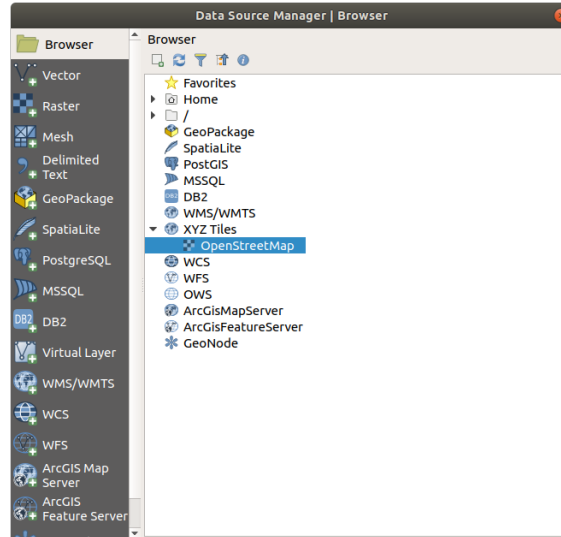 Data Source Manager | Browser
Browser
Vector
Raster
Mesh
Delimited
Text
GeoPackage
SpatiaLite
PostgreSQL
MSSQL
DB2
DB2
Virtual Layer
WMS/WMTS
WCS
WFS
ArcGIS Map
Server
ArcGIS
Feature Server
Browser
Favorites
Home
/
GeoPackage
SpatiaLite
PostGIS
MSSQL
DB2
DB2
WMS/WMTS
XYZ Tiles
OpenStreetMap
WCS
WFS
OWS
ArcGisMapServer
ArcGisFeatureServer
GeoNode